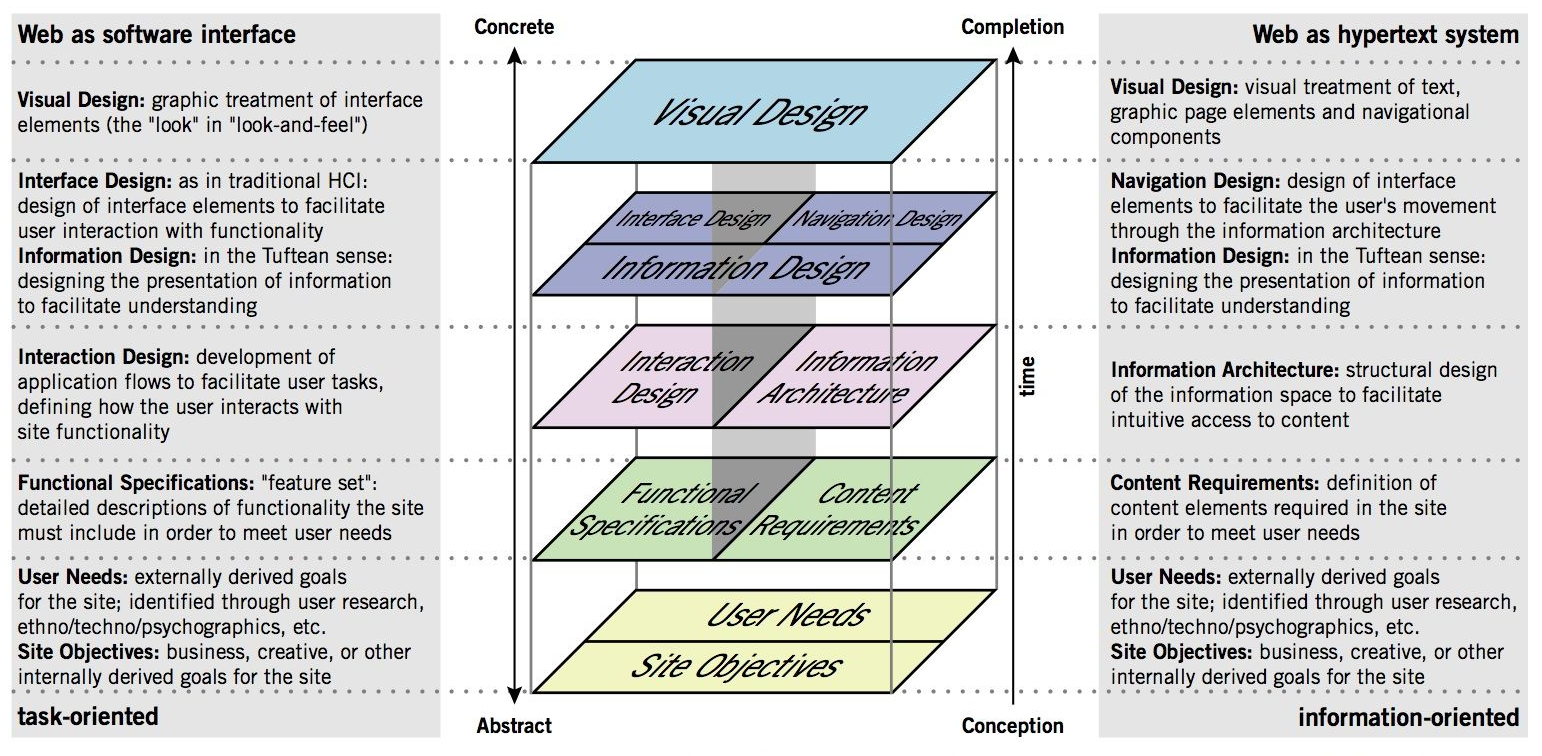 Web as software interface
Visual Design: graphic treatment of interface
elements (the "look" in "look-and-feel")
Interface Design: as in traditional HCI:
design of interface elements to facilitate
user interaction with functionality
Information Design: in the Tuftean sense:
designing the presentation of information
to facilitate understanding
Interaction Design: development of
application flows to facilitate user tasks,
defining how the user interacts with
site functionality
Functional Specifications: "feature set":
detailed descriptions of functionality the site
must include in order to meet user needs
User Needs: externally derived goals
for the site; identified through user research,
ethno/techno/psychographics, etc.
Site Objectives: business, creative, or other
internally derived goals for the site
task-oriented
Concrete
Completion
Visual Design
Interface Design
Navigation Design
Information Design
Interaction
Design
Information
Architecture
time
Functional
Specifications
Content
Requirements
User Needs
Site Objectives
Abstract
Conception
Web as hypertext system
Visual Design: visual treatment of text,
graphic page elements and navigational
components
Navigation Design: design of interface
elements to facilitate the user's movement
through the information architecture
Information Design: in the Tuftean sense:
designing the presentation of information
to facilitate understanding
Information Architecture: structural design
of the information space to facilitate
intuitive access to content
Content Requirements: definition of
content elements required in the site
in order to meet user needs
User Needs: externally derived goals
for the site; identified through user research,
ethno/techno/psychographics, etc.
Site Objectives: business, creative, or other
internally derived goals for the site
information-oriented